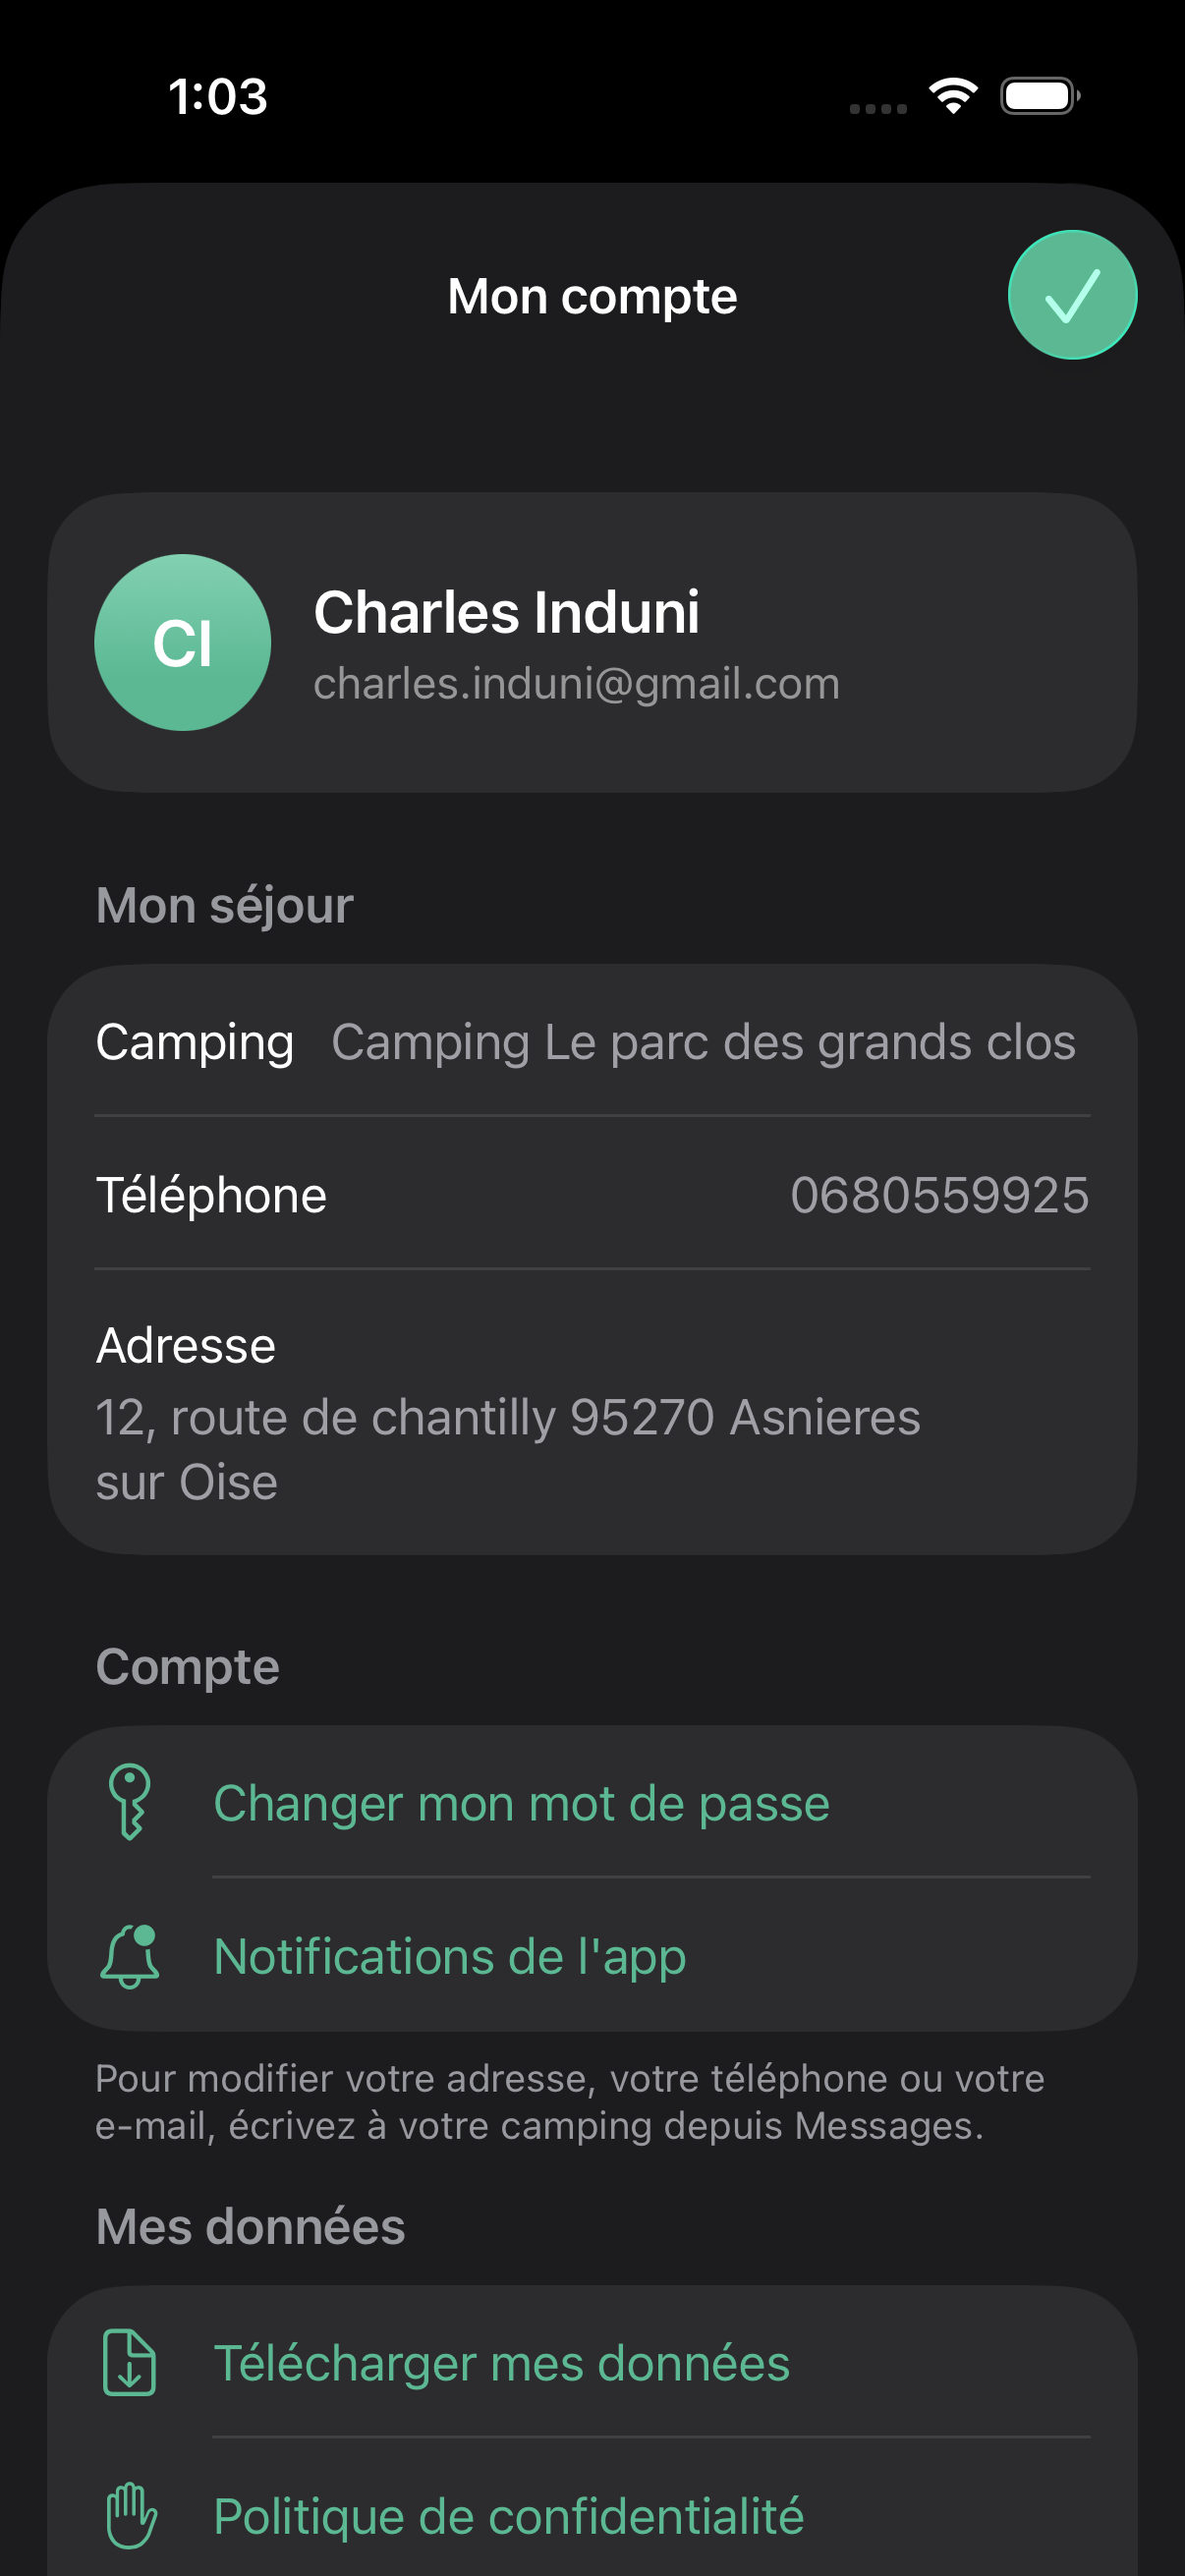 1:03
Mon compte
CI
Charles Induni
charles.induni@gmail.com
Mon séjour
Camping Camping Le parc des grands clos
Téléphone 0680559925
Adresse
12, route de chantilly 95270 Asnieres
sur Oise
Compte
Changer mon mot de passe
Notifications de l'app
Pour modifier votre adresse, votre téléphone ou votre
e-mail, écrivez à votre camping depuis Messages.
Mes données
Télécharger mes données
Politique de confidentialité